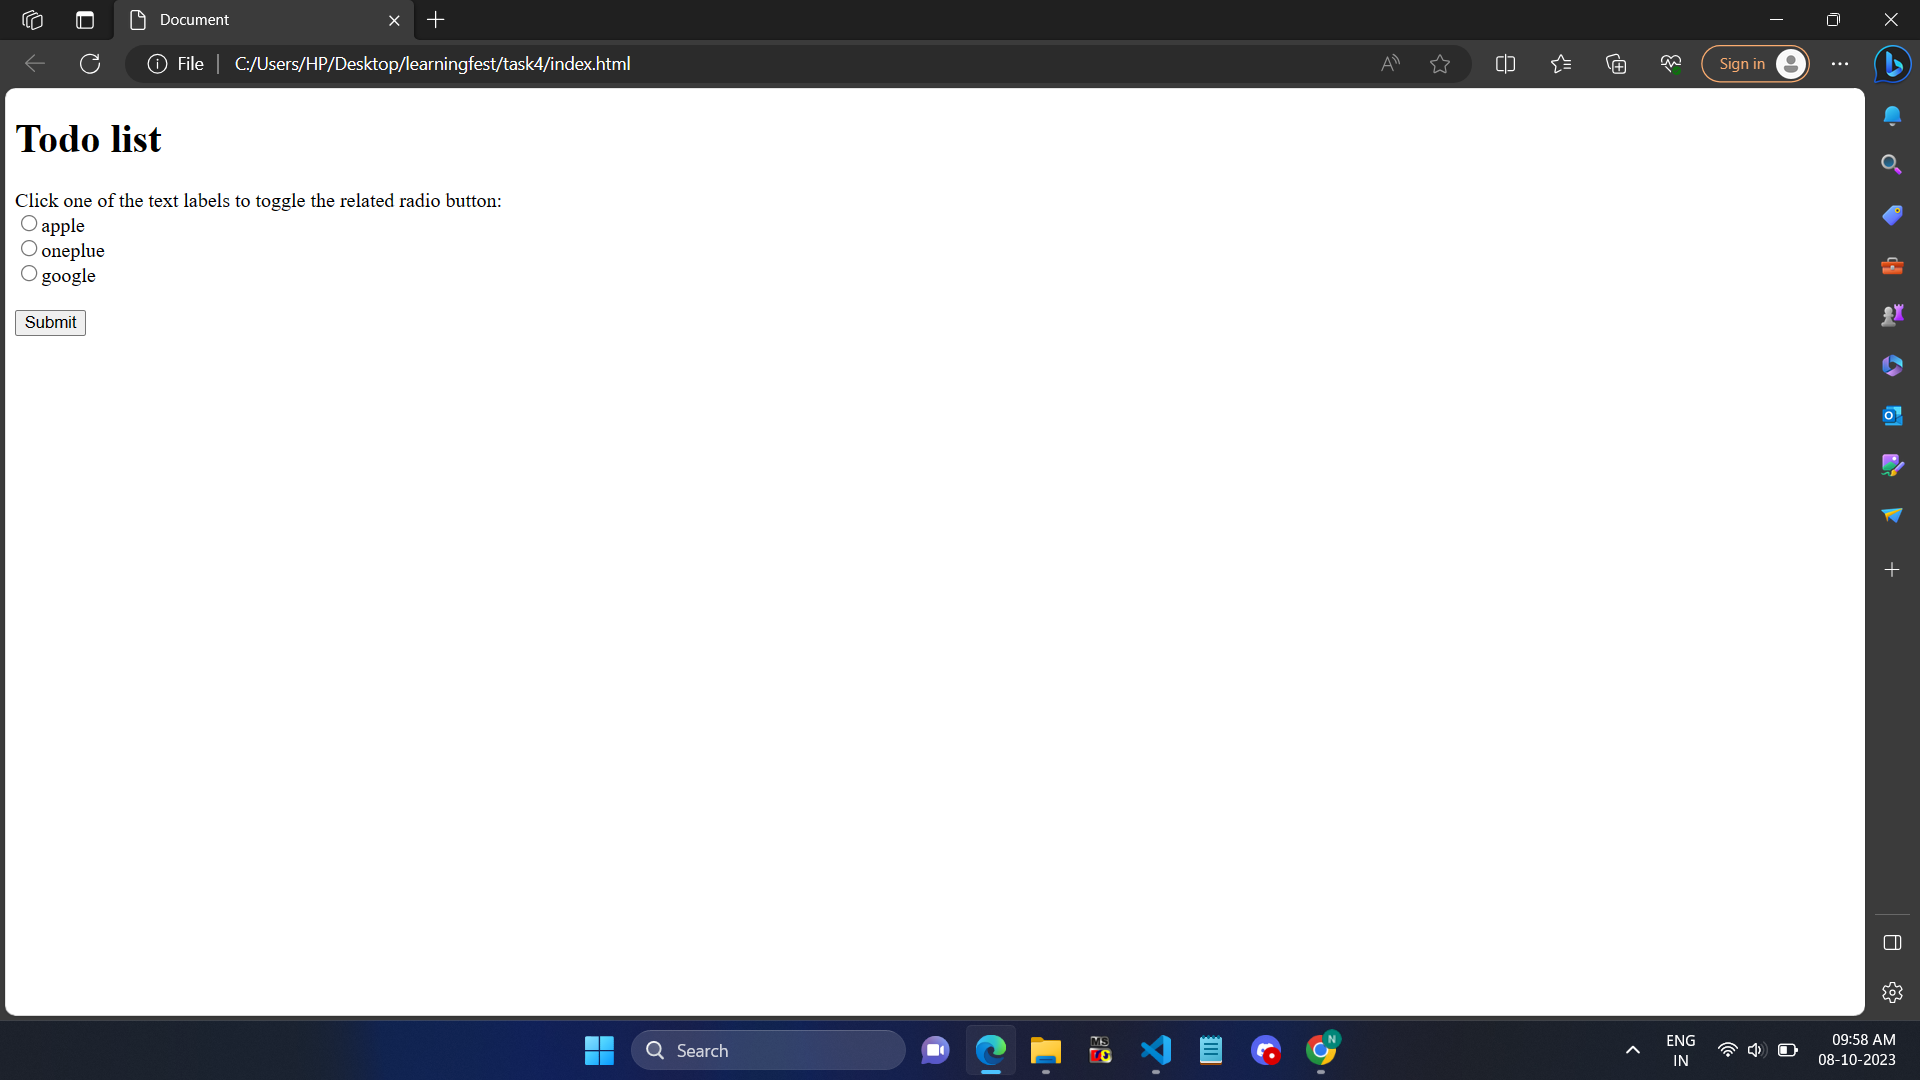 Document
File
C:/Users/HP/Desktop/learningfest/task4/index.html
Sign in
Todo list
Click one of the text labels to toggle the related radio button:
apple
oneplue
google
Submit
Search
MS
N
ENG
IN
09:58 AM
08-10-2023